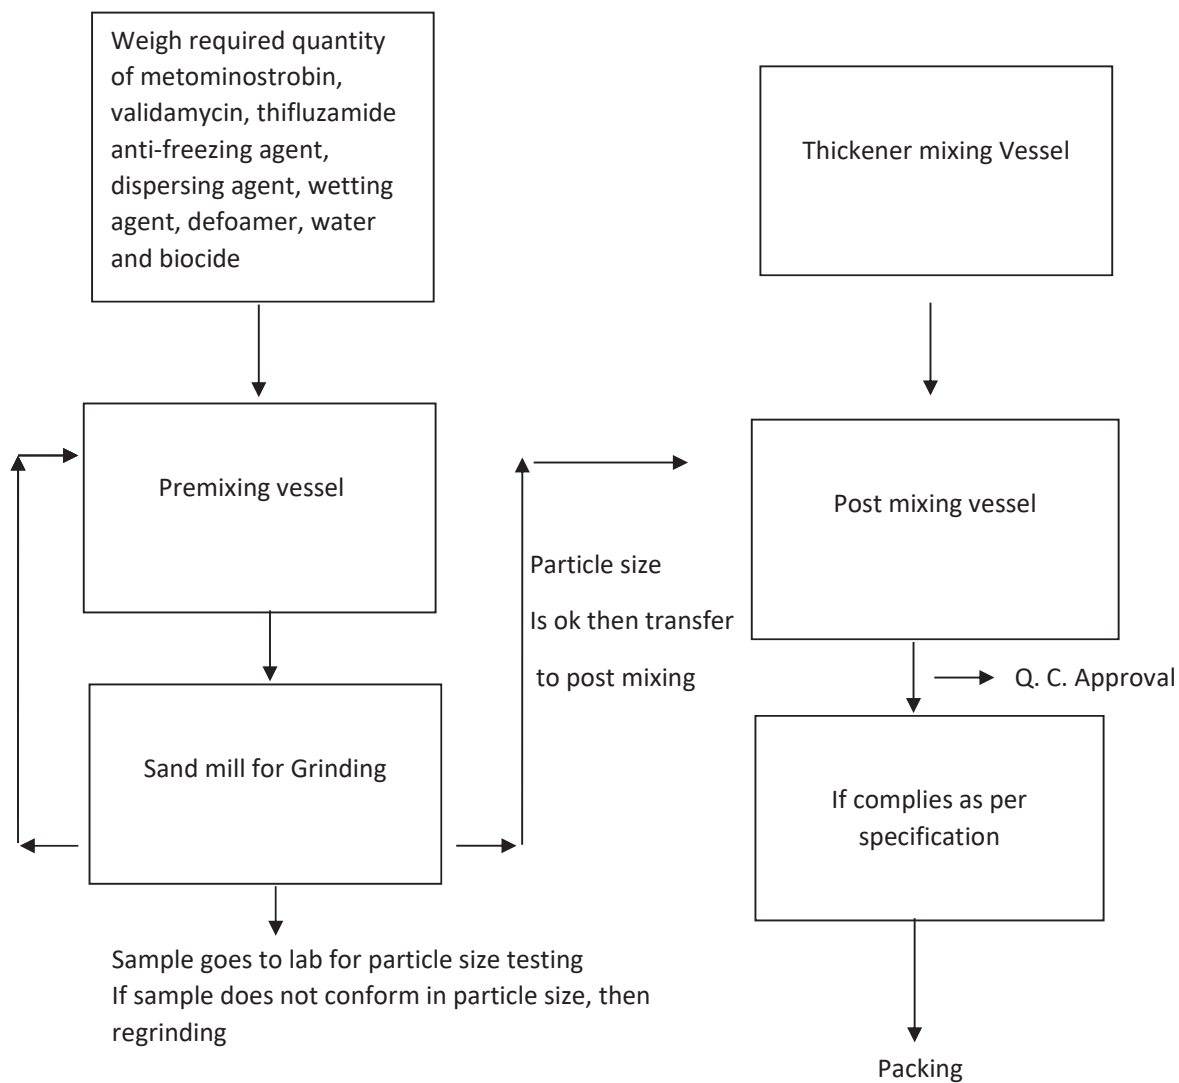 Weigh required quantity
of metominostrobin,
validamycin, thifluzamide
anti-freezing agent,
dispersing agent, wetting
agent, defoamer, water
and biocide
Thickener mixing Vessel
Premixing vessel
Post mixing vessel
Particle size
Is ok then transfer
to post mixing
Q. C. Approval
Sand mill for Grinding
If complies as per
specification
Sample goes to lab for particle size testing
If sample does not conform in particle size, then
regrinding
Packing